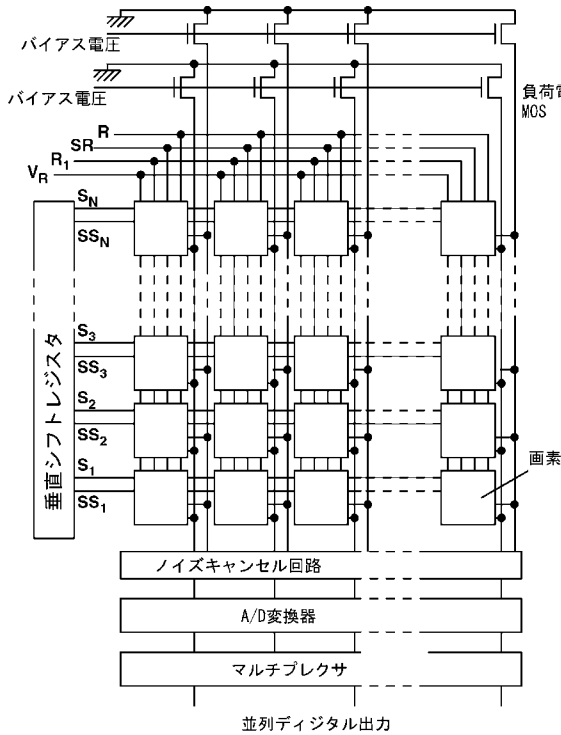 バイアス電圧
バイアス電圧
負荷
MOS
R
SR
R1
VR
SN
SSN
S3
SS3
S2
SS2
S1
SS1
垂直シフトレジスタ
画素
ノイズキャンセル回路
A/D変換器
マルチプレクサ
並列ディジタル出力